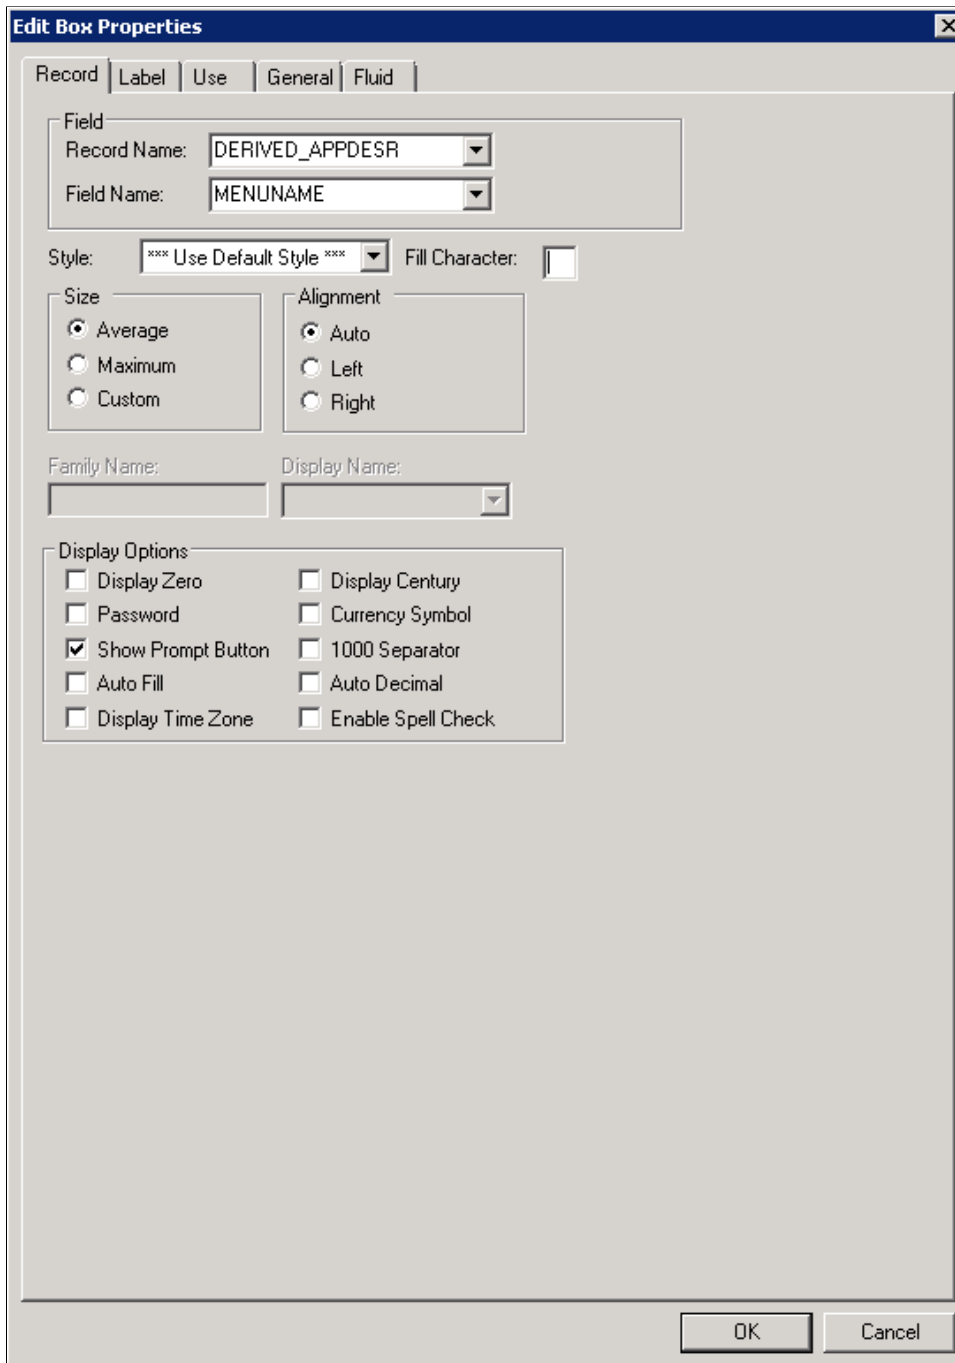 Edit Box Properties
Record Label Use General Fluid
Field
Record Name: DERIVED_APPDESR
Field Name: MENUNAME
Style: *** Use Default Style *** Fill Character:
Size Alignment
Average Auto
Maximum Left
Custom Right
Family Name: Display Name:
Display Options
Display Zero Display Century
Password Currency Symbol
Show Prompt Button 1000 Separator
Auto Fill Auto Decimal
Display Time Zone Enable Spell Check
OK Cancel